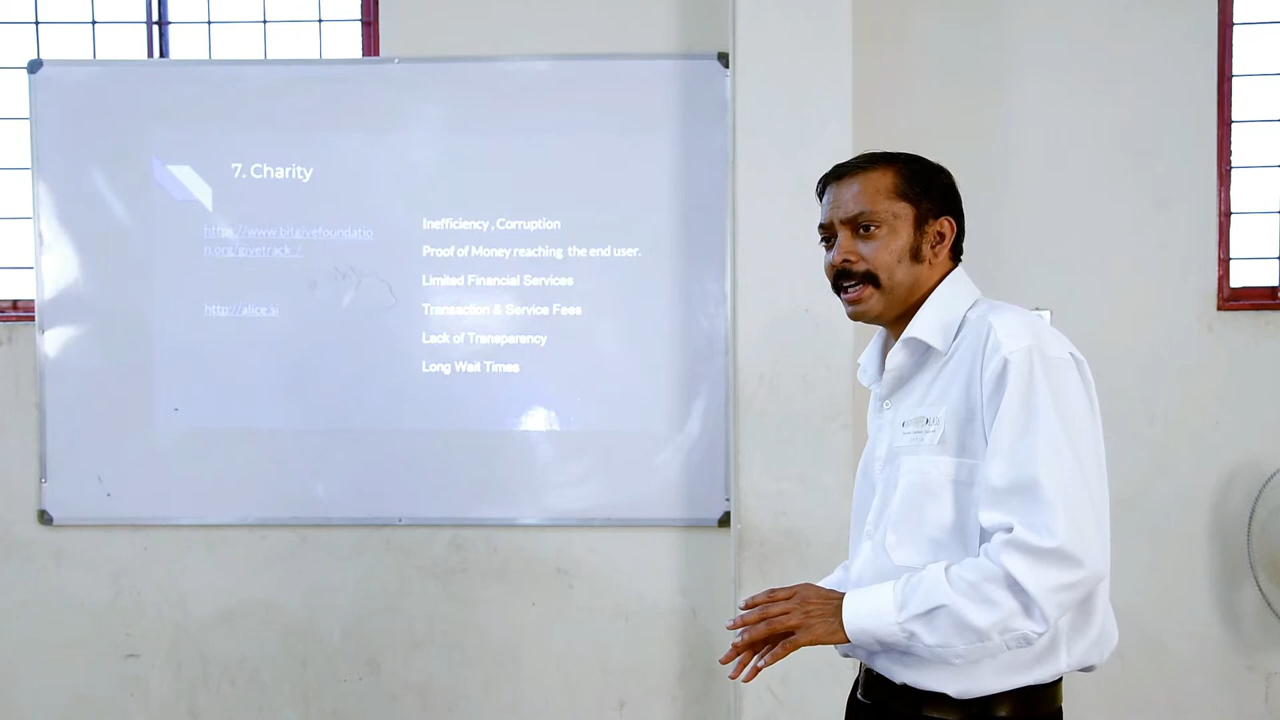 7. Charity
https://www.bitgivefoundatio
n.org/givetrack /
http://alice.si
Inefficiency , Corruption
Proof of Money reaching the end user.
Limited Financial Services
Transaction & Service Fees
Lack of Transparency
Long Wait Times